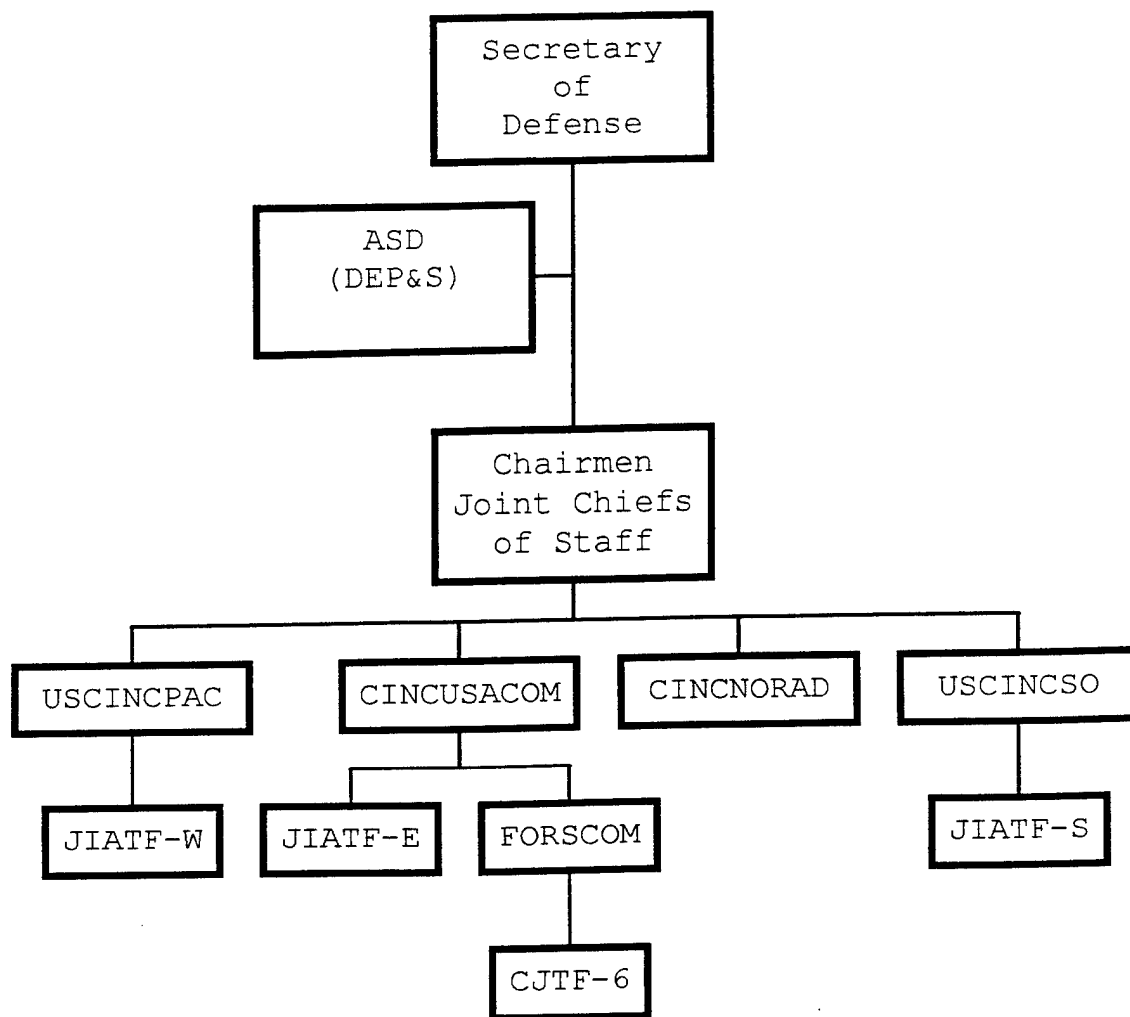 Secretary
of
Defense
ASD
(DEP&S)
Chairmen
Joint Chiefs
of Staff
USCINCPAC
CINCUSACOM
CINCNORAD
USCINCSO
JIATF-W
JIATF-E
FORSCOM
JIATF-S
CJTF-6